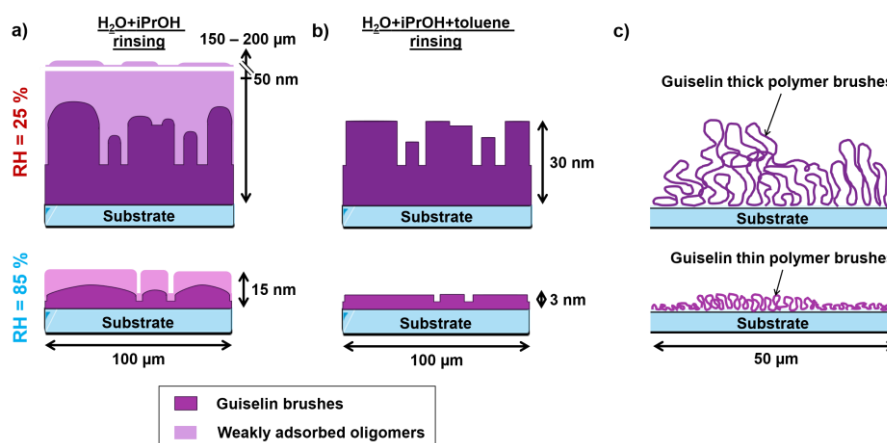 a)
H₂O+iPrOH
rinsing
150 – 200 µm
50 nm
RH = 25 %
Substrate
b)
H₂O+iPrOH+toluene
rinsing
30 nm
Substrate
c)
Guiselin thick polymer brushes
Substrate
RH = 85 %
15 nm
Substrate
100 µm
3 nm
Substrate
100 µm
Guiselin thin polymer brushes
Substrate
50 µm
Guiselin brushes
Weakly adsorbed oligomers